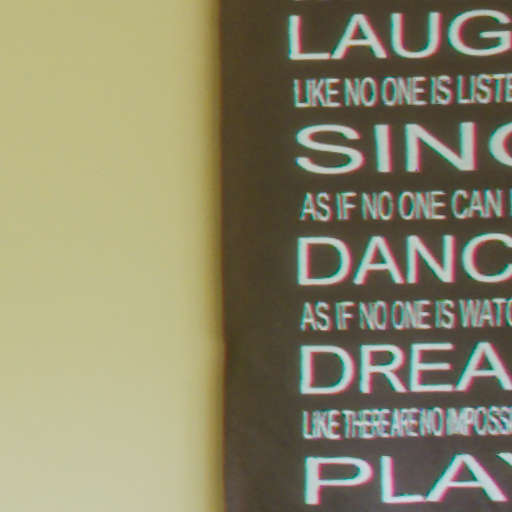 LAUG
LIKE NO ONE IS LISTE
SING
AS IF NO ONE CAN
DANC
AS IF NO ONE IS WATC
DREA
LIKE THERE ARE NO IMPOSS
PLAY